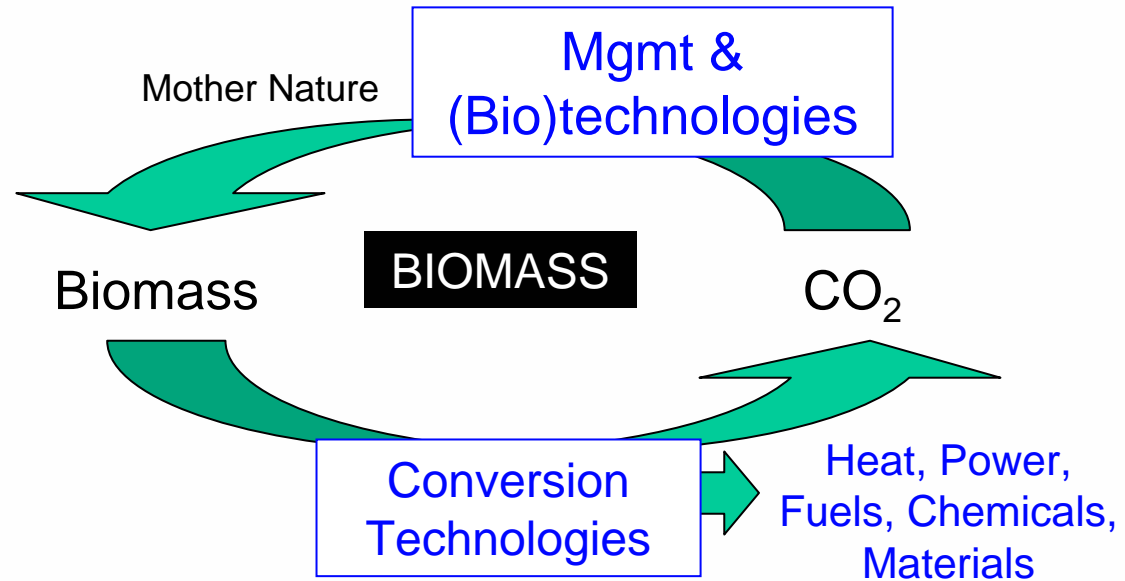 Mother Nature
Mgmt &
(Bio)technologies
Biomass
BIOMASS
CO₂
Conversion
Technologies
Heat, Power,
Fuels, Chemicals,
Materials